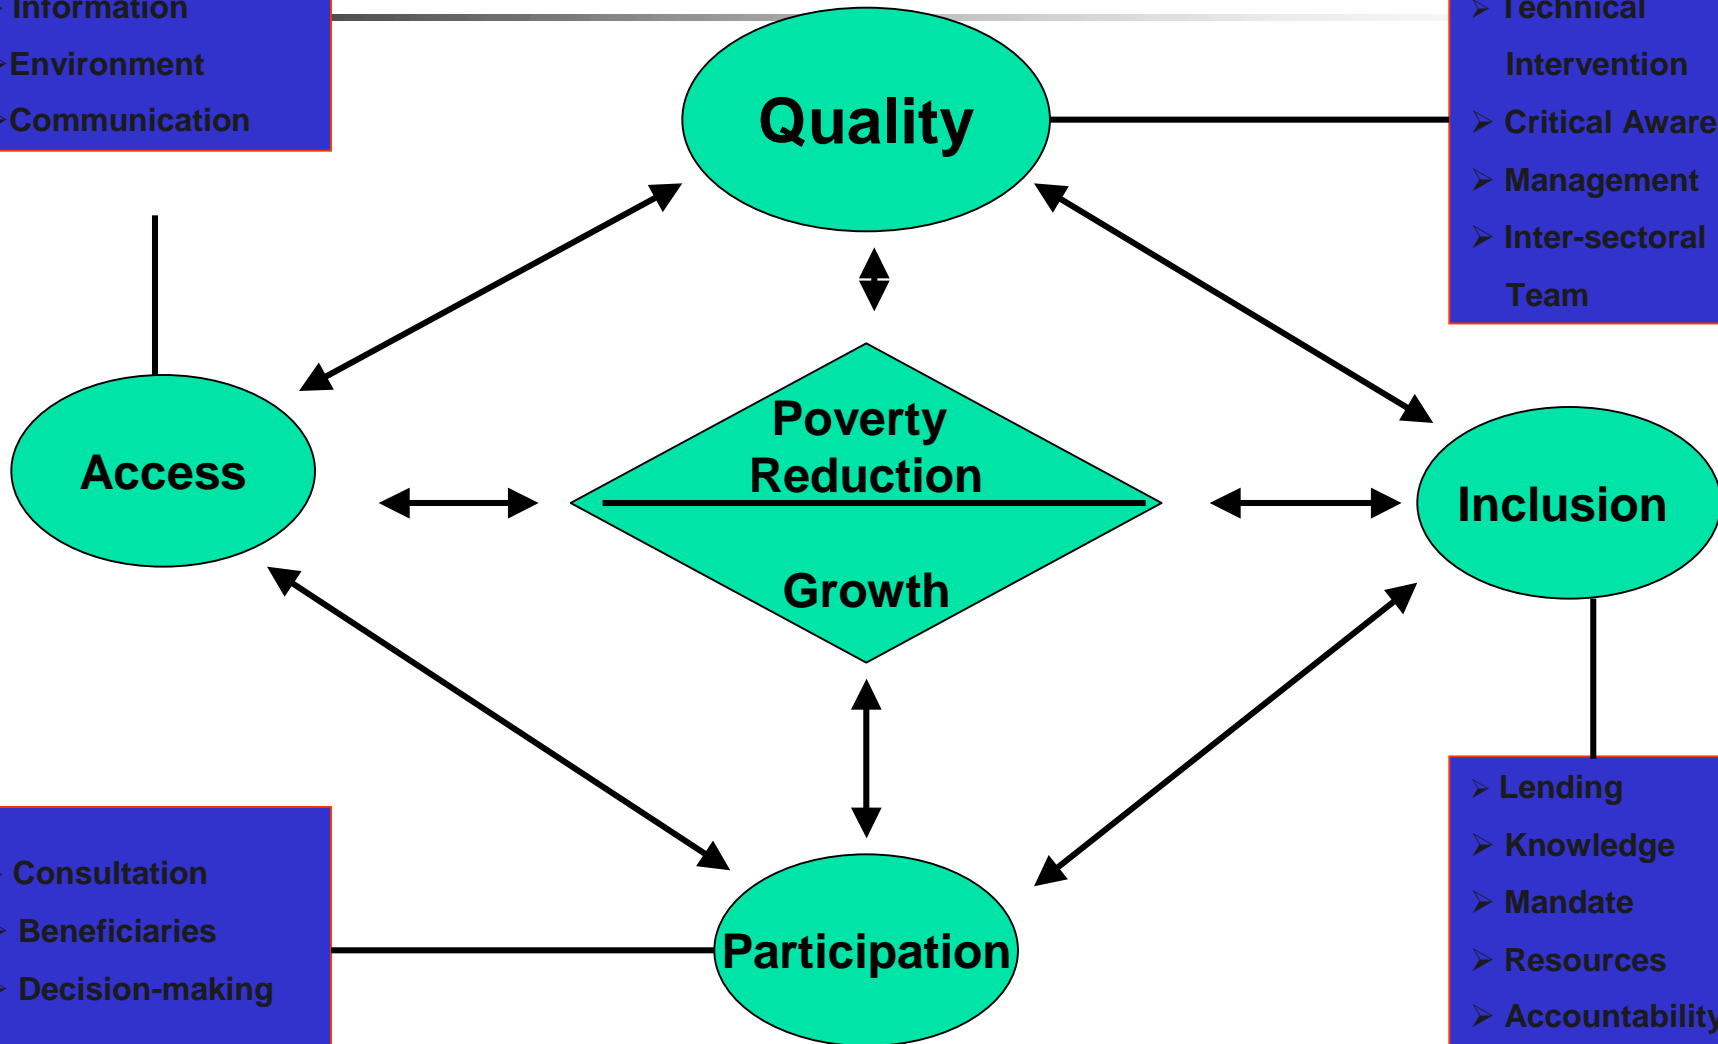 Information
Environment
Communication
Quality
Technical
Intervention
Critical Aware
Management
Inter-sectoral
Team
Access
Poverty
Reduction
Growth
Inclusion
Consultation
Beneficiaries
Decision-making
Participation
Lending
Knowledge
Mandate
Resources
Accountability